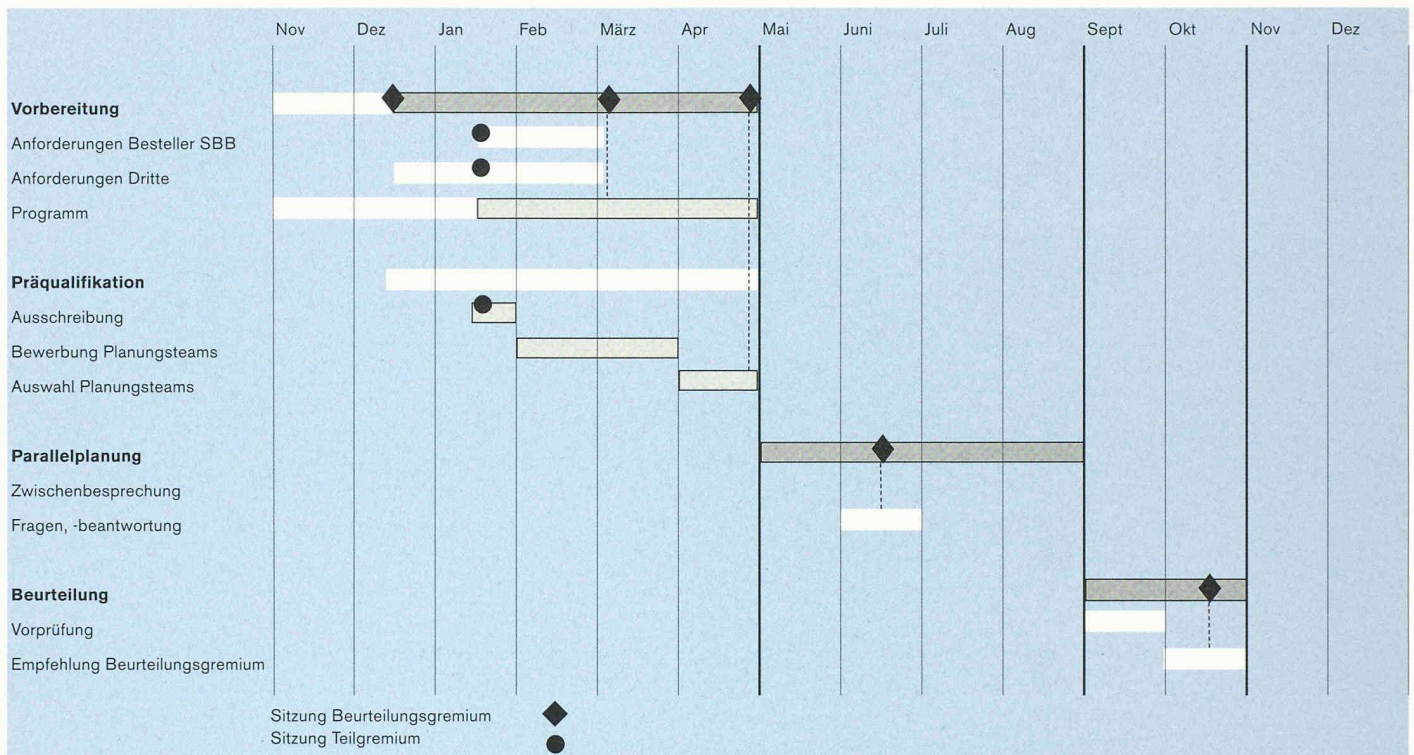 Nov Dez Jan Feb März Apr Mai Juni Juli Aug Sept Okt Nov Dez
Vorbereitung
Anforderungen Besteller SBB
Anforderungen Dritte
Programm
Präqualifikation
Ausschreibung
Bewerbung Planungsteams
Auswahl Planungsteams
Parallelplanung
Zwischenbesprechung
Fragen, -beantwortung
Beurteilung
Vorprüfung
Empfehlung Beurteilungsgremium
Sitzung Beurteilungsgremium
Sitzung Teilgremium